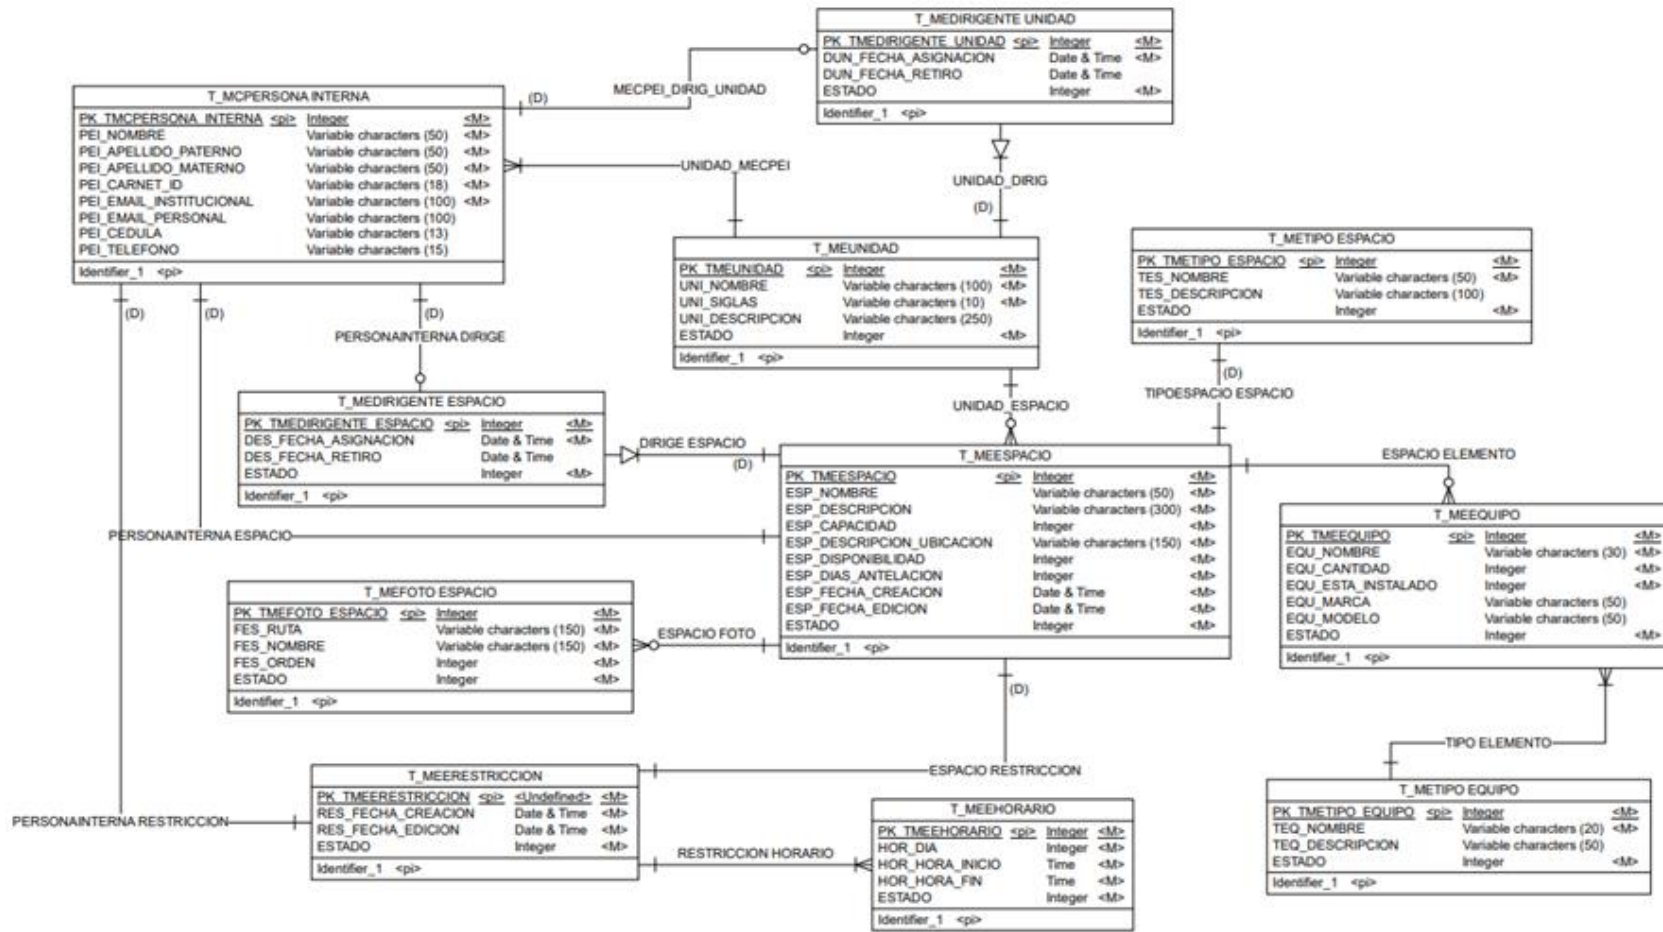 T_MEDIRIGENTE UNIDAD
PK_TMEDIRIGENTE_UNIDAD <pi> Integer <M>
DUN_FECHA_ASIGNACION Date & Time <M>
DUN_FECHA_RETIRO Date & Time
ESTADO Integer <M>
Identifier_1 <pi>
MECPEI_DIRIG_UNIDAD
(D)
T_MCPERSONA INTERNA
PK_TMCPERSONA_INTERNA <pi> Integer <M>
PEI_NOMBRE Variable characters (50) <M>
PEI_APELLIDO_PATERNO Variable characters (50) <M>
PEI_APELLIDO_MATERNO Variable characters (50) <M>
PEI_CARNET_ID Variable characters (18) <M>
PEI_EMAIL_INSTITUCIONAL Variable characters (100) <M>
PEI_EMAIL_PERSONAL Variable characters (100)
PEI_CEDULA Variable characters (13)
PEI_TELEFONO Variable characters (15)
Identifier_1 <pi>
UNIDAD_MECPEI
UNIDAD_DIRIG
(D)
T_MEUNIDAD
PK_TMEUNIDAD <pi> Integer <M>
UNI_NOMBRE Variable characters (100) <M>
UNI_SIGLAS Variable characters (10) <M>
UNI_DESCRIPCION Variable characters (250)
ESTADO Integer <M>
Identifier_1 <pi>
T_METIPO ESPACIO
PK_TMETIPO_ESPACIO <pi> Integer <M>
TES_NOMBRE Variable characters (50) <M>
TES_DESCRIPCION Variable characters (100)
ESTADO Integer <M>
Identifier_1 <pi>
(D)
(D)
(D)
PERSONAINTERNA DIRIGE
(D)
TIPOESPACIO ESPACIO
UNIDAD_ESPACIO
T_MEDIRIGENTE ESPACIO
PK_TMEDIRIGENTE_ESPACIO <pi> Integer <M>
DES_FECHA_ASIGNACION Date & Time <M>
DES_FECHA_RETIRO Date & Time
ESTADO Integer <M>
Identifier_1 <pi>
DIRIGE ESPACIO
(D)
T_MEESPACIO
PK_TMEESPACIO <pi> Integer <M>
ESP_NOMBRE Variable characters (50) <M>
ESP_DESCRIPCION Variable characters (300) <M>
ESP_CAPACIDAD Integer <M>
ESP_DESCRIPCION_UBICACION Variable characters (150) <M>
ESP_DISPONIBILIDAD Integer <M>
ESP_DIAS_ANTELACION Integer <M>
ESP_FECHA_CREACION Date & Time <M>
ESP_FECHA_EDICION Date & Time <M>
ESTADO Integer <M>
Identifier_1 <pi>
ESPACIO ELEMENTO
T_MEEQUIPO
PK_TMEEQUIPO <pi> Integer <M>
EQU_NOMBRE Variable characters (30) <M>
EQU_CANTIDAD Integer <M>
EQU_ESTA_INSTALADO Integer <M>
EQU_MARCA Variable characters (50)
EQU_MODELO Variable characters (50)
ESTADO Integer <M>
Identifier_1 <pi>
PERSONAINTERNA ESPACIO
T_MEFOTO ESPACIO
PK_TMEFOTO_ESPACIO <pi> Integer <M>
FES_RUTA Variable characters (150) <M>
FES_NOMBRE Variable characters (150) <M>
FES_ORDEN Integer <M>
ESTADO Integer <M>
Identifier_1 <pi>
ESPACIO FOTO
(D)
TIPO ELEMENTO
ESPACIO RESTRICCION
T_MEERESTRICCION
PK_TMEERESTRICCION <pi> <Undefined> <M>
RES_FECHA_CREACION Date & Time <M>
RES_FECHA_EDICION Date & Time <M>
ESTADO Integer <M>
Identifier_1 <pi>
PERSONAINTERNA RESTRICCION
RESTRICCION HORARIO
T_MEEHORARIO
PK_TMEEHORARIO <pi> Integer <M>
HOR_DIA Integer <M>
HOR_HORA_INICIO Time <M>
HOR_HORA_FIN Time <M>
ESTADO Integer <M>
Identifier_1 <pi>
T_METIPO EQUIPO
PK_TMETIPO_EQUIPO <pi> Integer <M>
TEQ_NOMBRE Variable characters (20) <M>
TEQ_DESCRIPCION Variable characters (50)
ESTADO Integer <M>
Identifier_1 <pi>